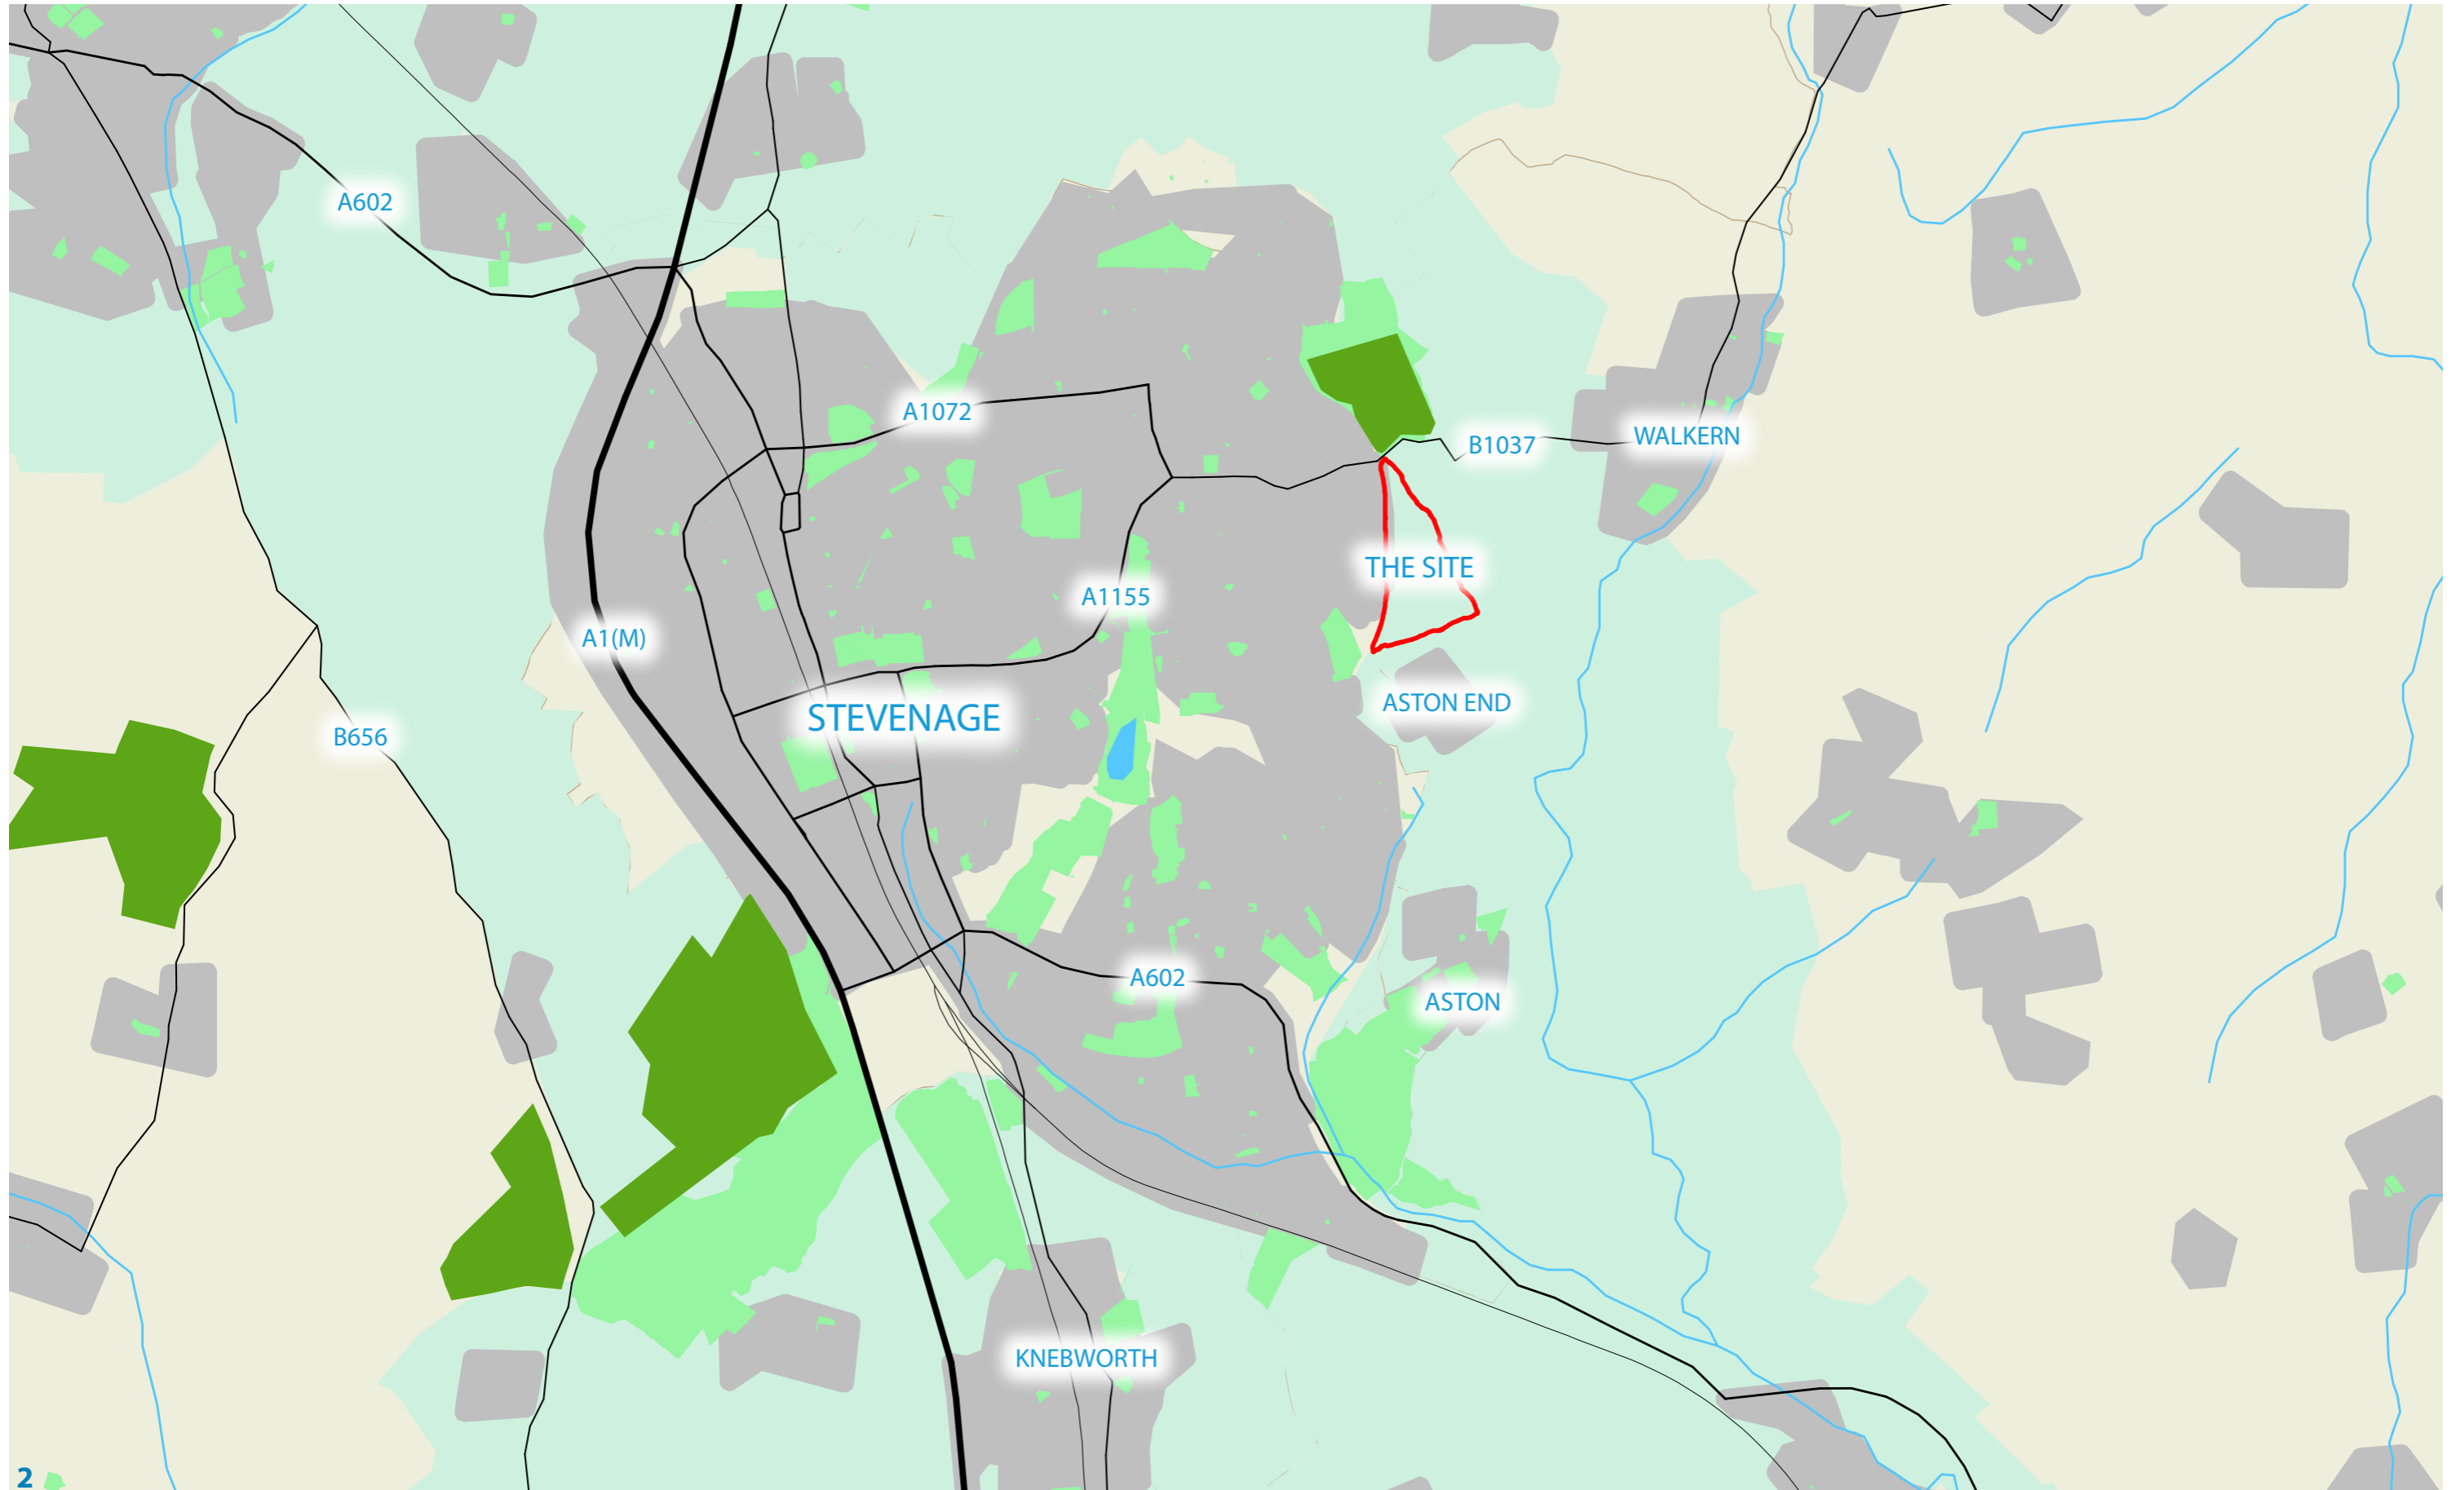 A602
A1072
B1037
WALKERN
THE SITE
A1155
A1(M)
ASTON END
STEVENAGE
B656
A602
ASTON
KNEBWORTH
2